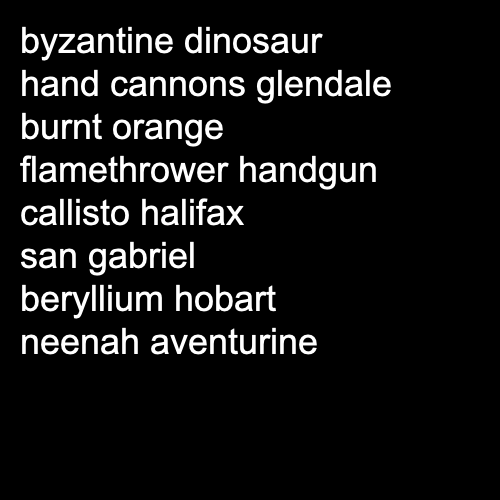 byzantine dinosaur
hand cannons glendale
burnt orange
flamethrower handgun
callisto halifax
san gabriel
beryllium hobart
neenah aventurine